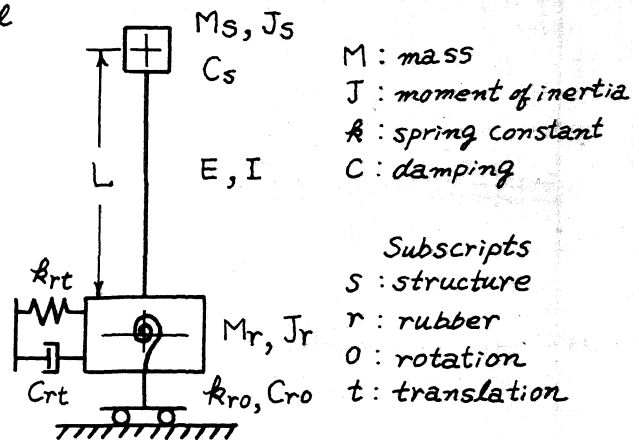 l
Ms, Js
Cs
L
E, I
krt
Crt
Mr, Jr
kro, Cro
M : mass
J : moment of inertia
k : spring constant
C : damping
Subscripts
s : structure
r : rubber
o : rotation
t : translation